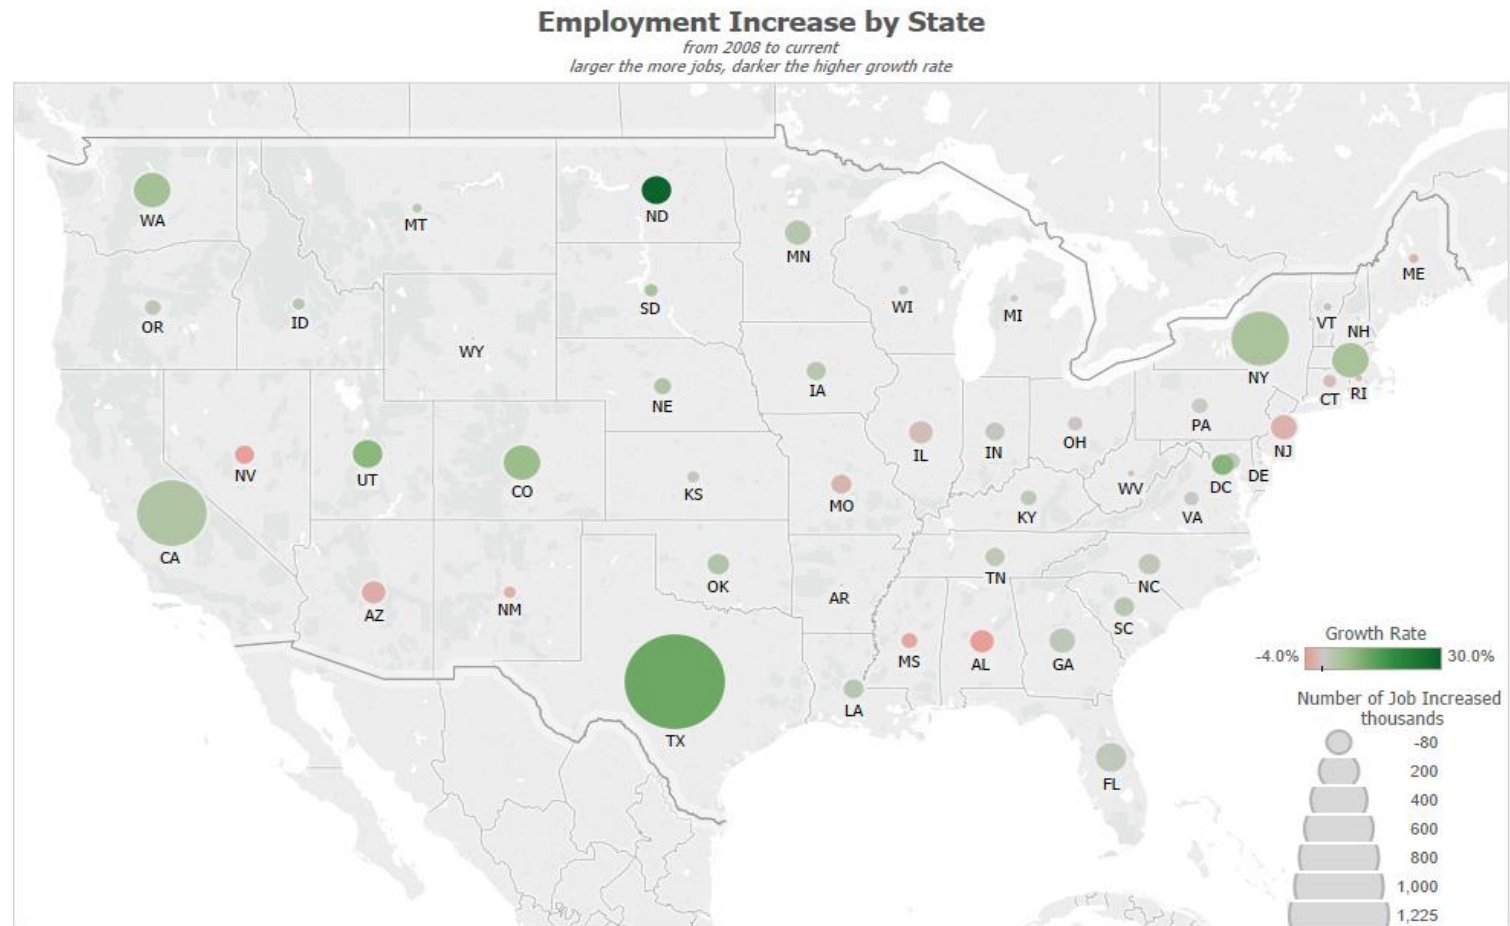 Employment Increase by State
from 2008 to current
larger the more jobs, darker the higher growth rate
WA
MT
ND
MN
ME
OR
ID
SD
WI
MI
VT
NH
WY
NY
NE
IA
CT
RI
NV
UT
CO
KS
MO
IL
IN
OH
PA
NJ
WV
DC
DE
KY
VA
CA
AZ
NM
OK
AR
TN
NC
SC
MS
AL
GA
LA
TX
FL
Growth Rate
-4.0% 30.0%
Number of Job Increased
thousands
-80
200
400
600
800
1,000
1,225